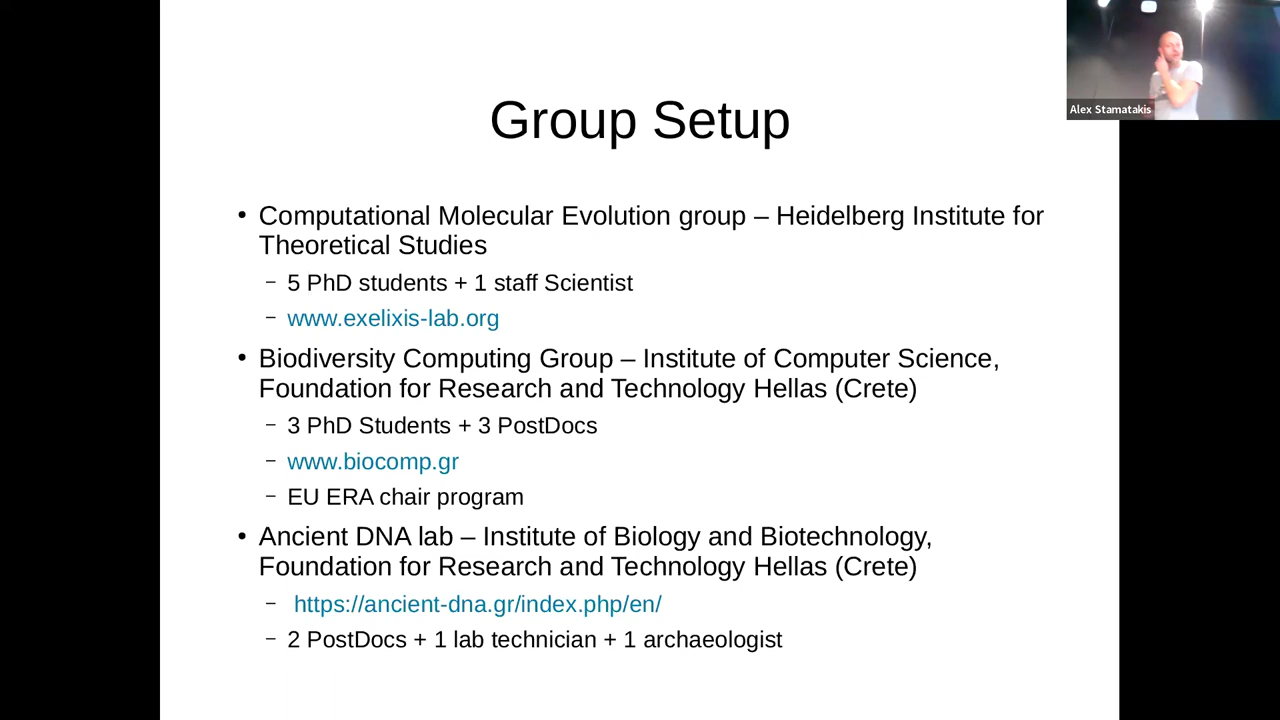 Alex Stamatakis
Group Setup
• Computational Molecular Evolution group – Heidelberg Institute for
Theoretical Studies
– 5 PhD students + 1 staff Scientist
– www.exelixis-lab.org
• Biodiversity Computing Group – Institute of Computer Science,
Foundation for Research and Technology Hellas (Crete)
– 3 PhD Students + 3 PostDocs
– www.biocomp.gr
– EU ERA chair program
• Ancient DNA lab – Institute of Biology and Biotechnology,
Foundation for Research and Technology Hellas (Crete)
– https://ancient-dna.gr/index.php/en/
– 2 PostDocs + 1 lab technician + 1 archaeologist